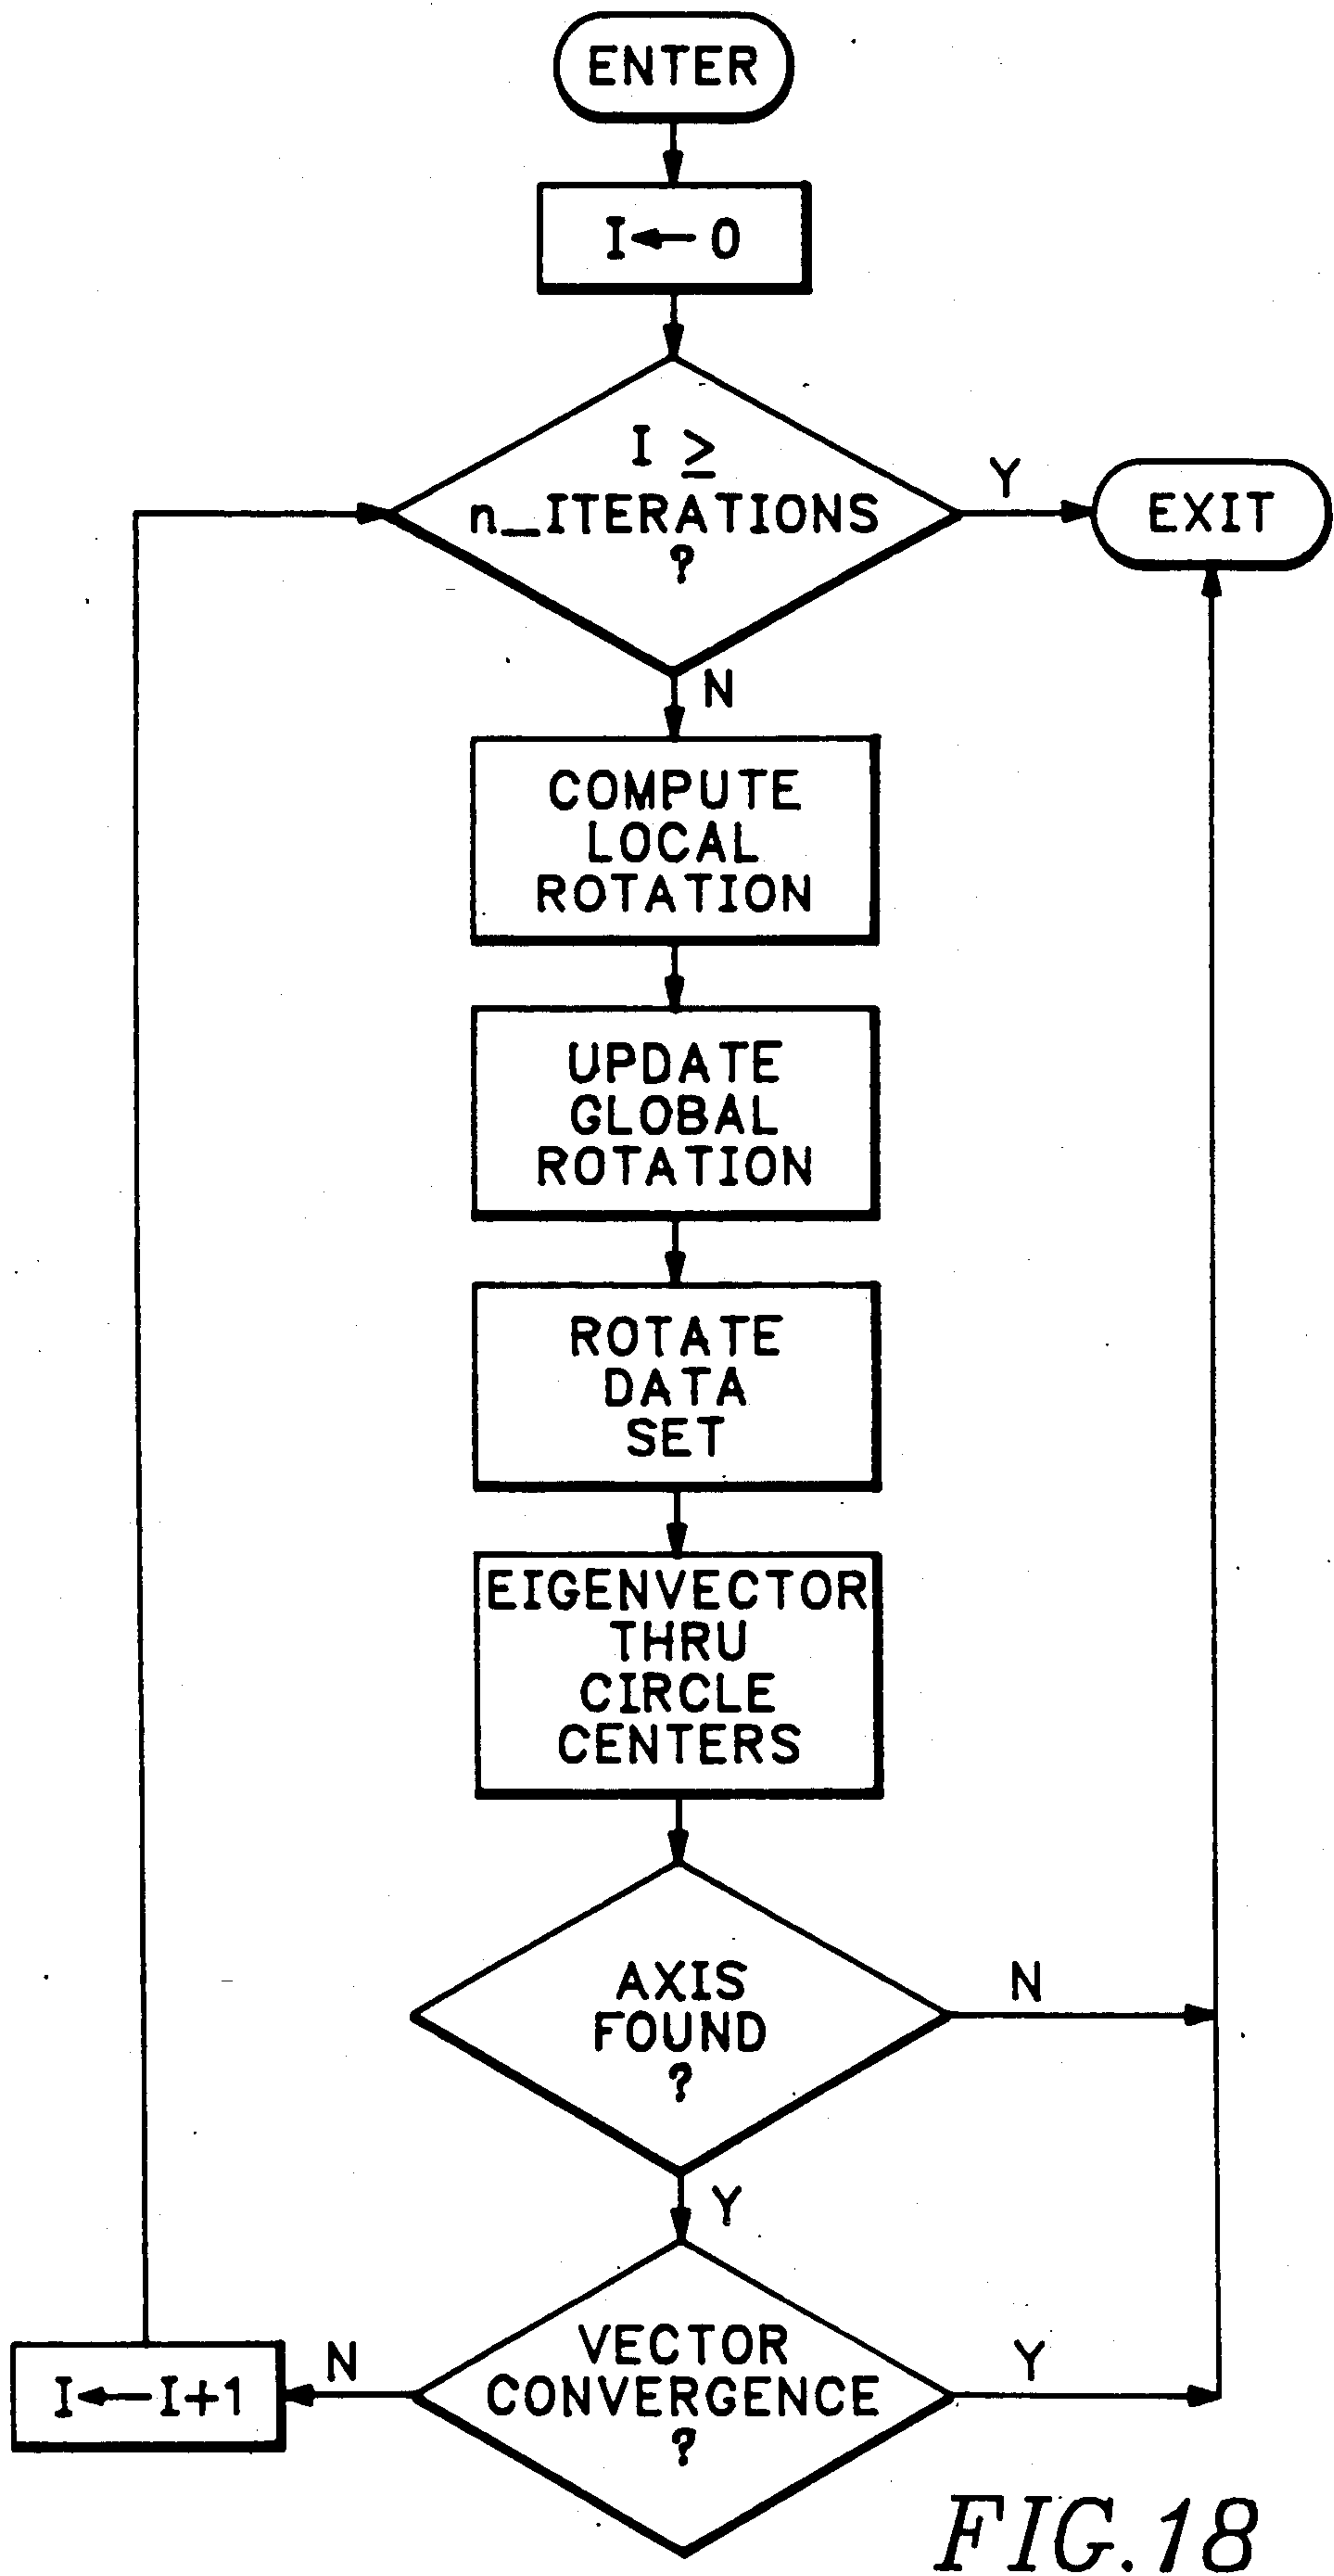 ENTER
I←0
I ≥
n_ITERATIONS
?
Y
EXIT
N
COMPUTE
LOCAL
ROTATION
UPDATE
GLOBAL
ROTATION
ROTATE
DATA
SET
EIGENVECTOR
THRU
CIRCLE
CENTERS
AXIS
FOUND
?
N
Y
VECTOR
CONVERGENCE
?
N
Y
I←I+1
FIG.18